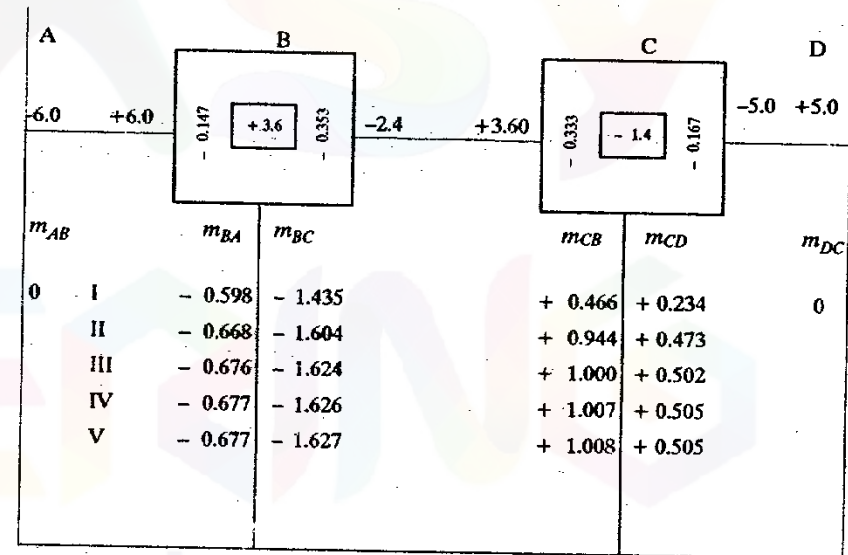 A B C D
-6.0 +6.0 - 0.147 + 3.6 - 0.353 -2.4 +3.60 - 0.333 - 1.4 - 0.167 -5.0 +5.0
m_AB m_BA m_BC m_CB m_CD m_DC
0 I - 0.598 - 1.435 + 0.466 + 0.234 0
II - 0.668 - 1.604 + 0.944 + 0.473
III - 0.676 - 1.624 + 1.000 + 0.502
IV - 0.677 - 1.626 + 1.007 + 0.505
V - 0.677 - 1.627 + 1.008 + 0.505